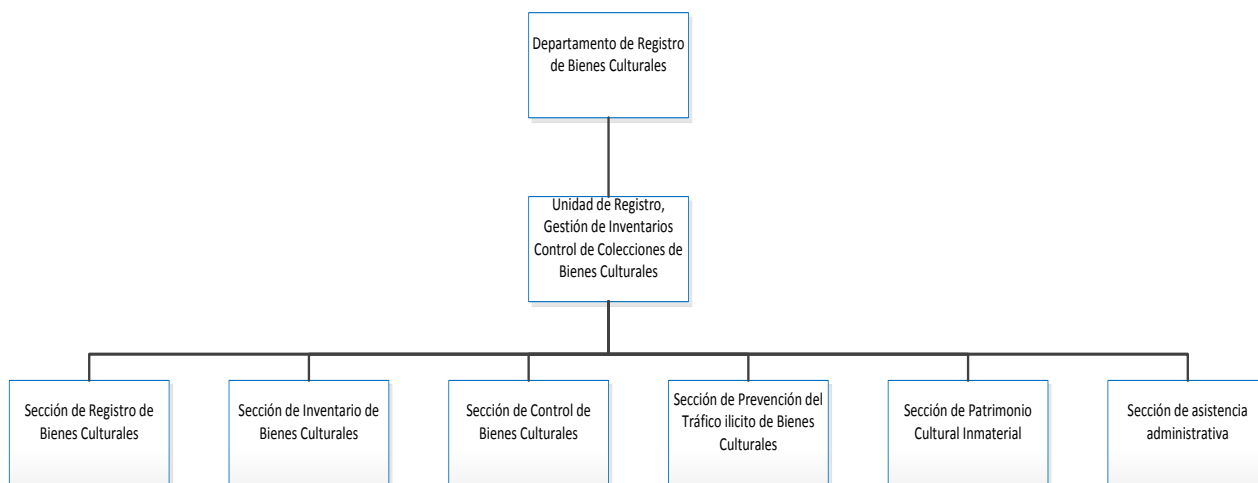 Departamento de Registro
de Bienes Culturales
Unidad de Registro,
Gestión de Inventarios
Control de Colecciones de
Bienes Culturales
Sección de Registro de
Bienes Culturales
Sección de Inventario de
Bienes Culturales
Sección de Control de
Bienes Culturales
Sección de Prevención del
Tráfico ilicito de Bienes
Culturales
Sección de Patrimonio
Cultural Inmaterial
Sección de asistencia
administrativa